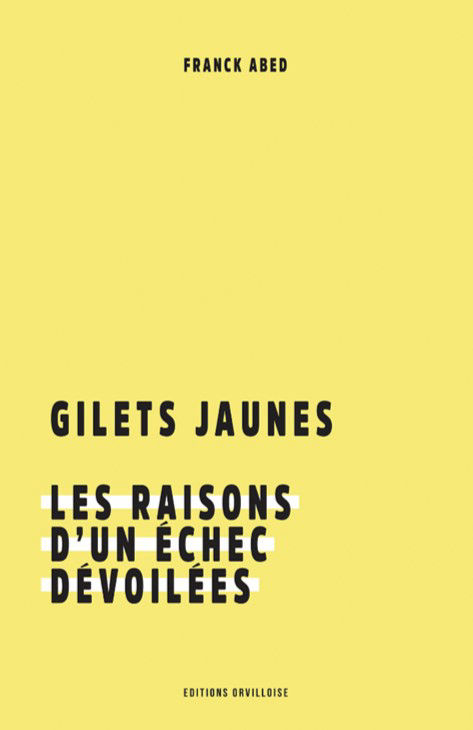 FRANCK ABED
GILETS JAUNES
LES RAISONS
D'UN ÉCHEC
DÉVOILÉES
EDITIONS ORVILLOISE